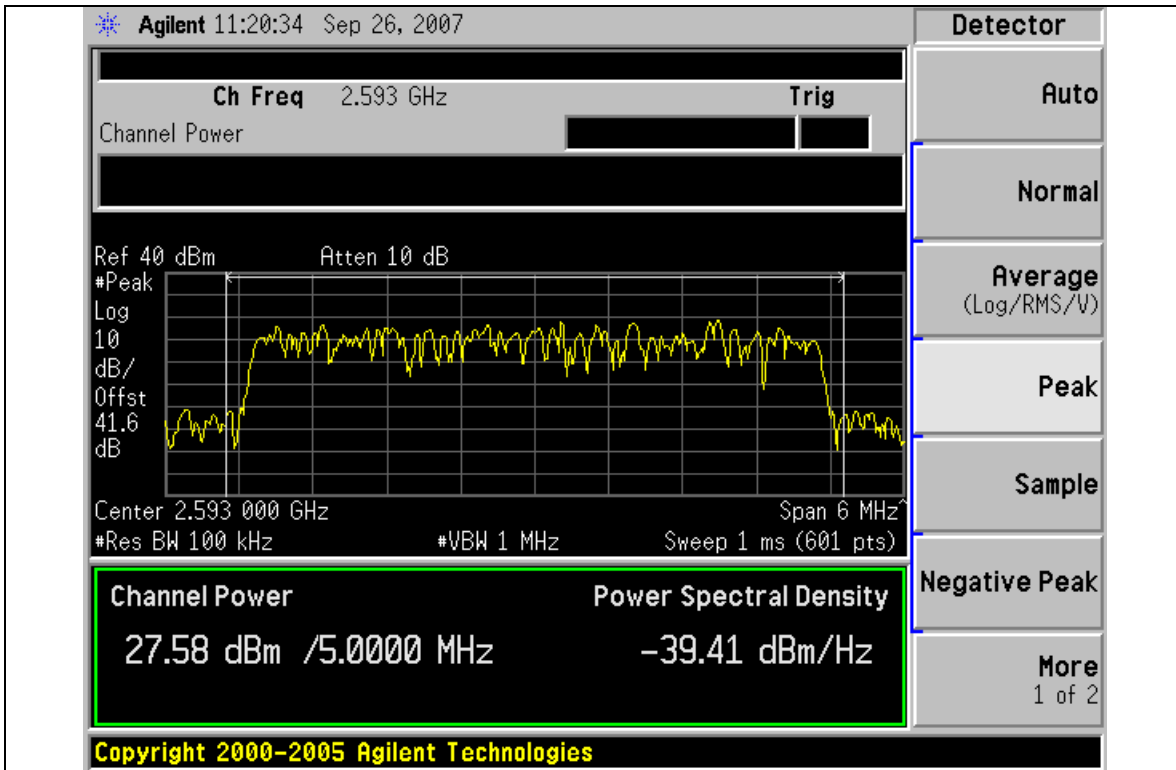 Agilent 11:20:34 Sep 26, 2007
Detector
Ch Freq 2.593 GHz Trig
Channel Power
Ref 40 dBm Atten 10 dB
#Peak
Log
10
dB/
Offst
41.6
dB
Center 2.593 000 GHz Span 6 MHz^
#Res BW 100 kHz #VBW 1 MHz Sweep 1 ms (601 pts)
Channel Power Power Spectral Density
27.58 dBm /5.0000 MHz -39.41 dBm/Hz
Copyright 2000-2005 Agilent Technologies
Auto
Normal
Average
(Log/RMS/V)
Peak
Sample
Negative Peak
More
1 of 2